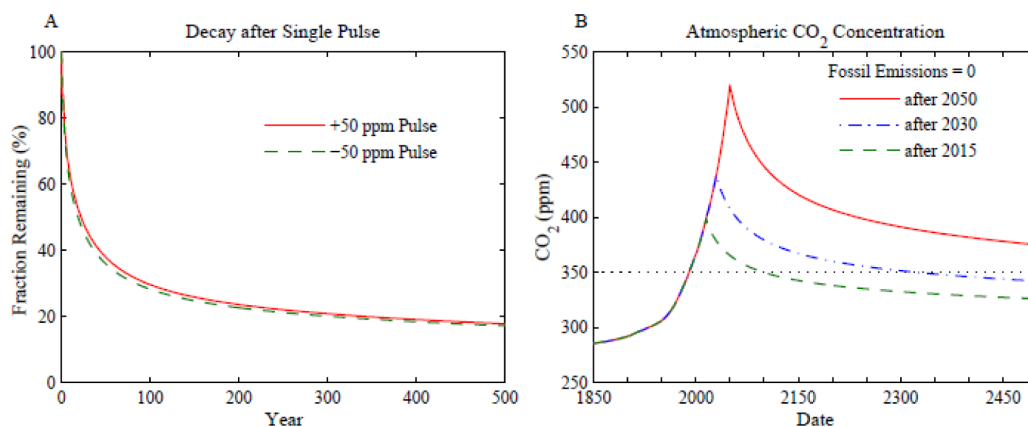 A
Decay after Single Pulse
100
80
60
40
20
0
Fraction Remaining (%)
+50 ppm Pulse
−50 ppm Pulse
0 100 200 300 400 500
Year
B
Atmospheric CO2 Concentration
550
500
450
400
350
300
250
CO2 (ppm)
Fossil Emissions = 0
after 2050
after 2030
after 2015
1850 2000 2150 2300 2450
Date